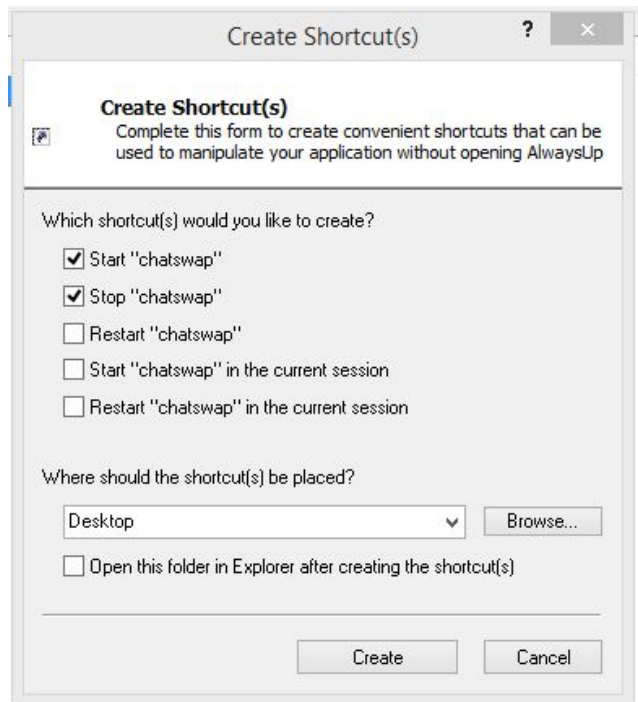 Create Shortcut(s)
?
Create Shortcut(s)
Complete this form to create convenient shortcuts that can be
used to manipulate your application without opening AlwaysUp
Which shortcut(s) would you like to create?
Start "chatswap"
Stop "chatswap"
Restart "chatswap"
Start "chatswap" in the current session
Restart "chatswap" in the current session
Where should the shortcut(s) be placed?
Desktop
Browse...
Open this folder in Explorer after creating the shortcut(s)
Create
Cancel